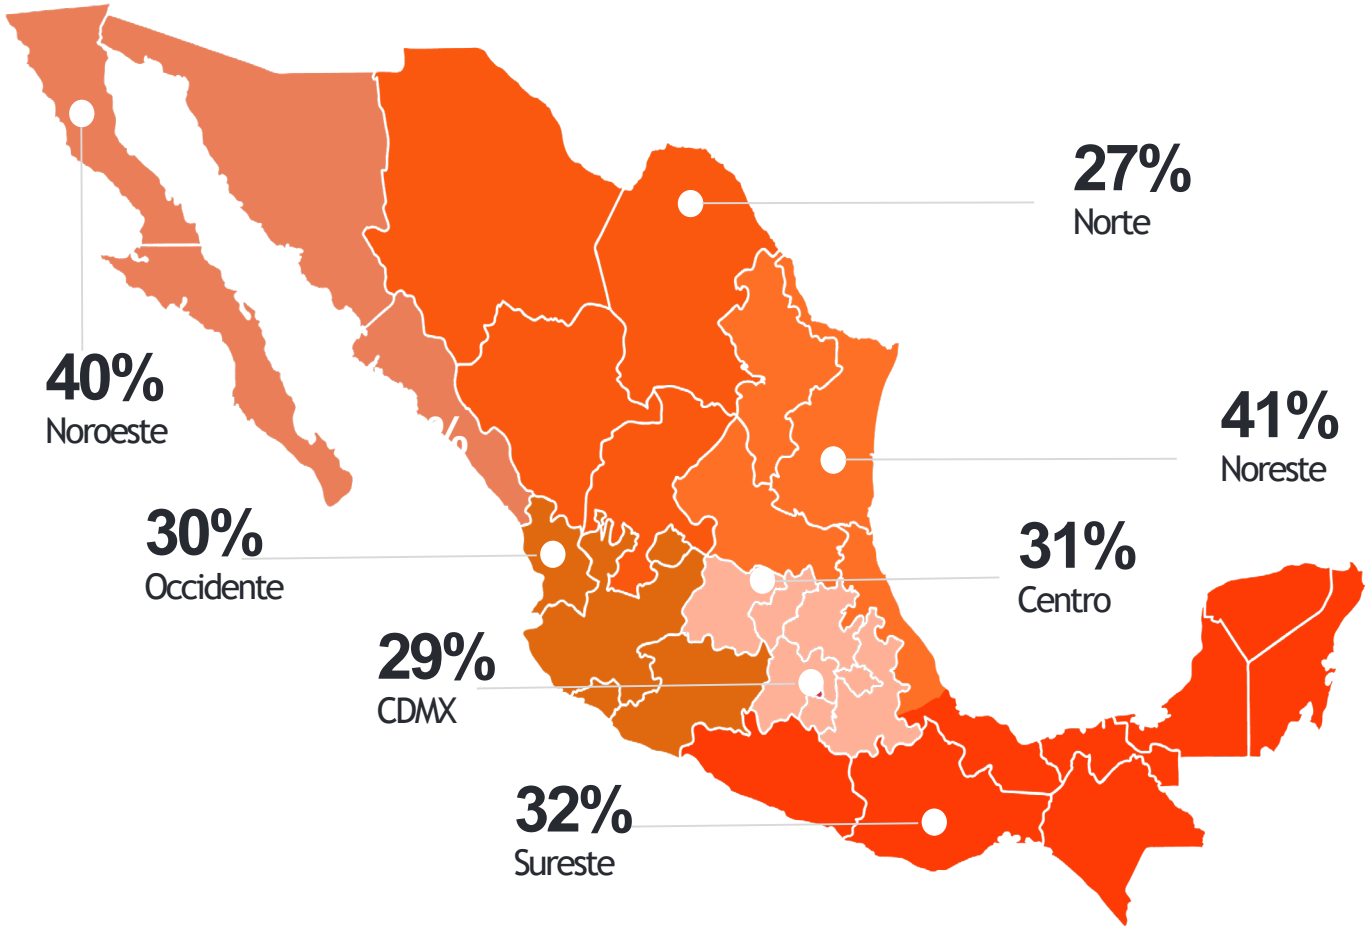 27%
Norte
40%
Noroeste
41%
Noreste
%
30%
Occidente
31%
Centro
29%
CDMX
32%
Sureste